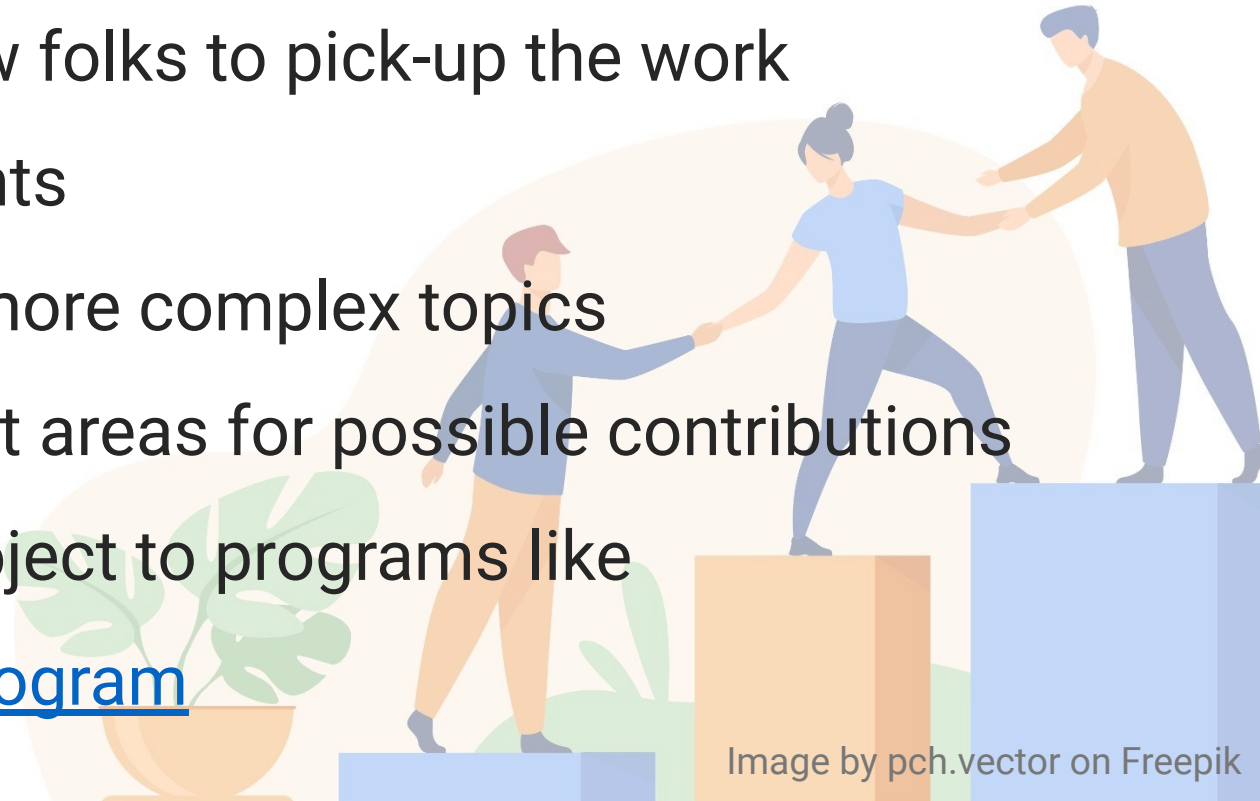 w folks to pick-up the work
nts
more complex topics
t areas for possible contributions
ject to programs like
ogram
Image by pch.vector on Freepik